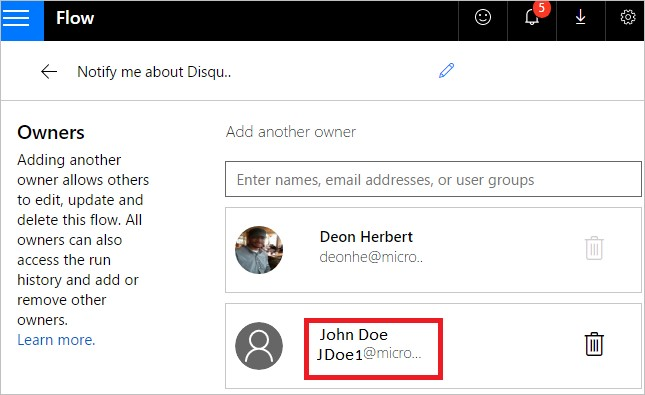 Flow
5
Notify me about Disqu..
Owners
Adding another
owner allows others
to edit, update and
delete this flow. All
owners can also
access the run
history and add or
remove other
owners.
Learn more.
Add another owner
Enter names, email addresses, or user groups
Deon Herbert
deonhe@micro..
John Doe
JDoe1@micro...